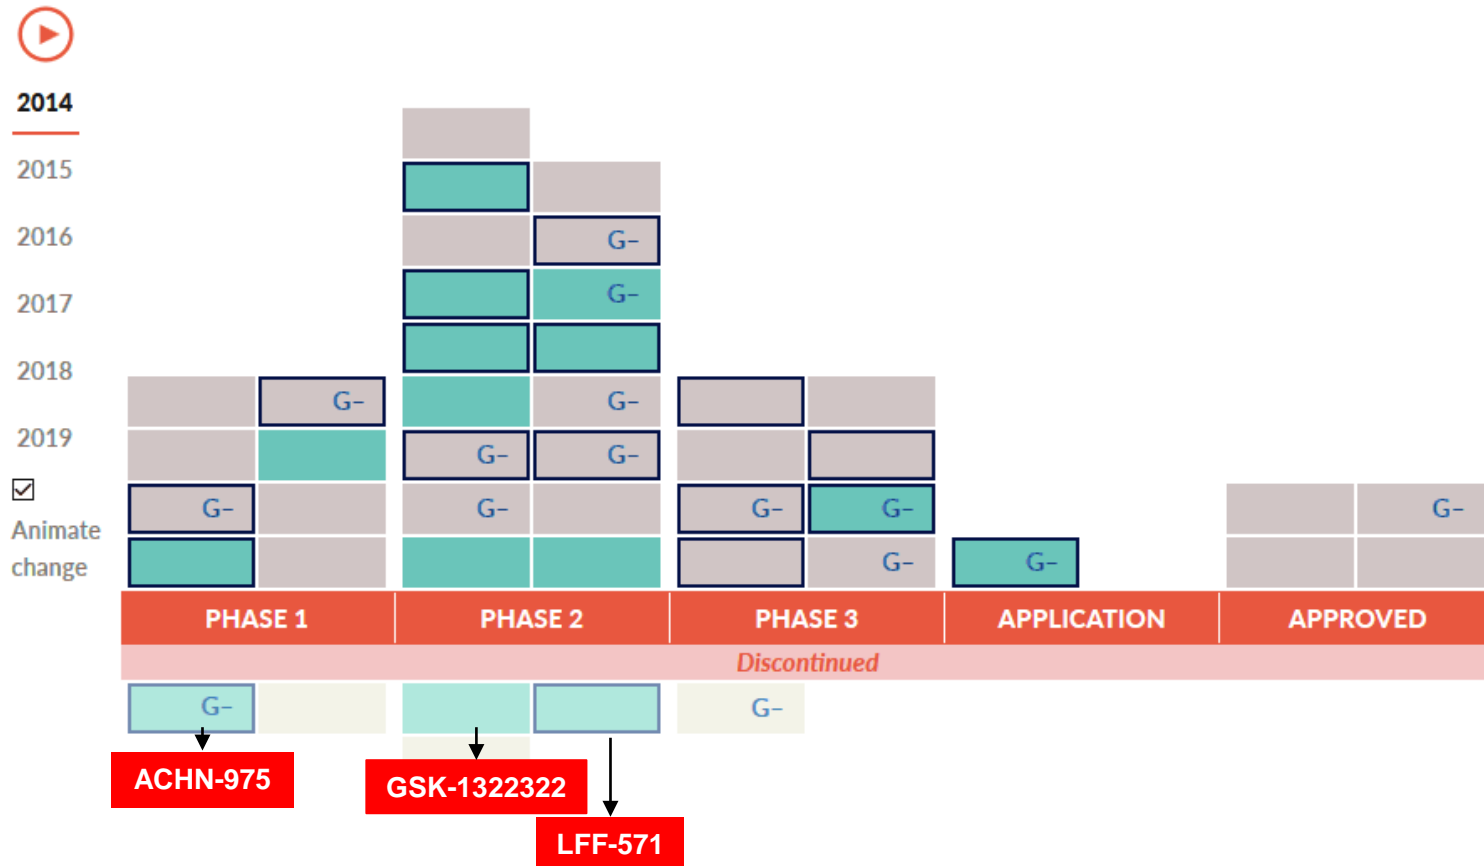 2014
2015
2016
G–
2017
G–
2018
G–
G–
2019
G–
G–
G–
G–
G–
G–
G–
Animate
change
G–
G–
PHASE 1
PHASE 2
PHASE 3
APPLICATION
APPROVED
Discontinued
G–
G–
ACHN-975
GSK-1322322
LFF-571